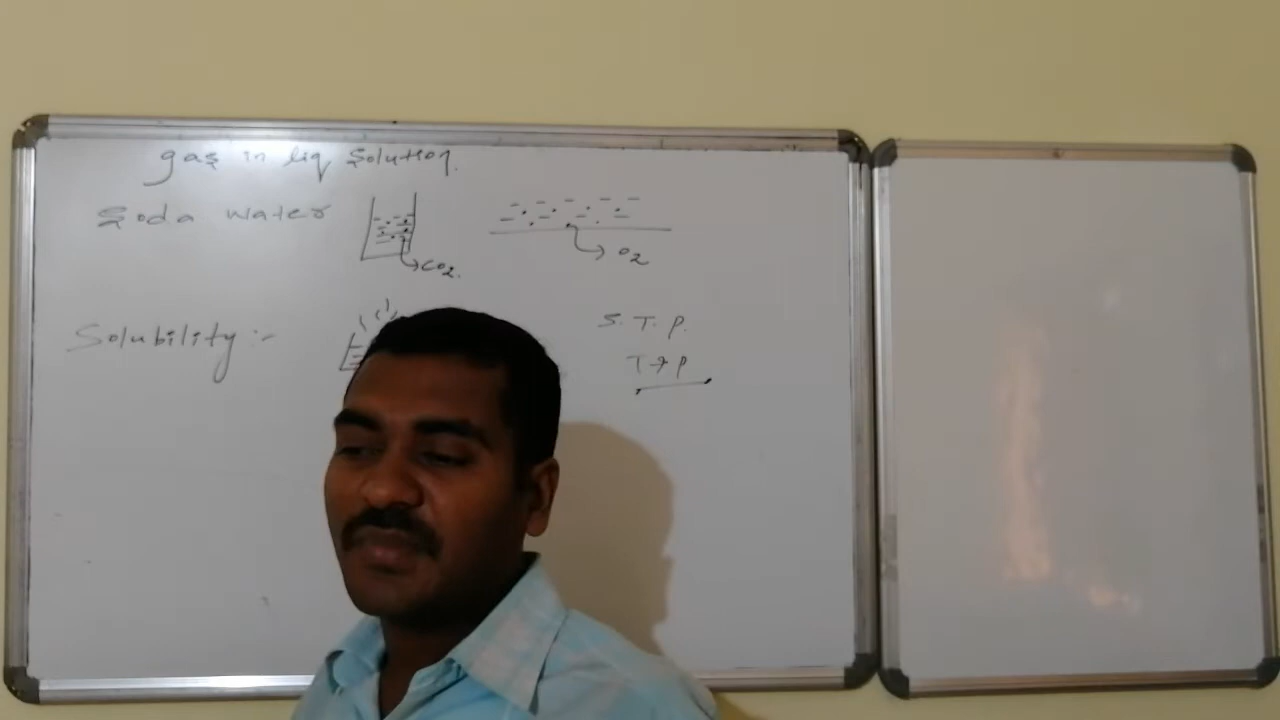 gas in liq solution.
Soda water
CO2.
O2
Solubility :-
S. T. P.
T → P